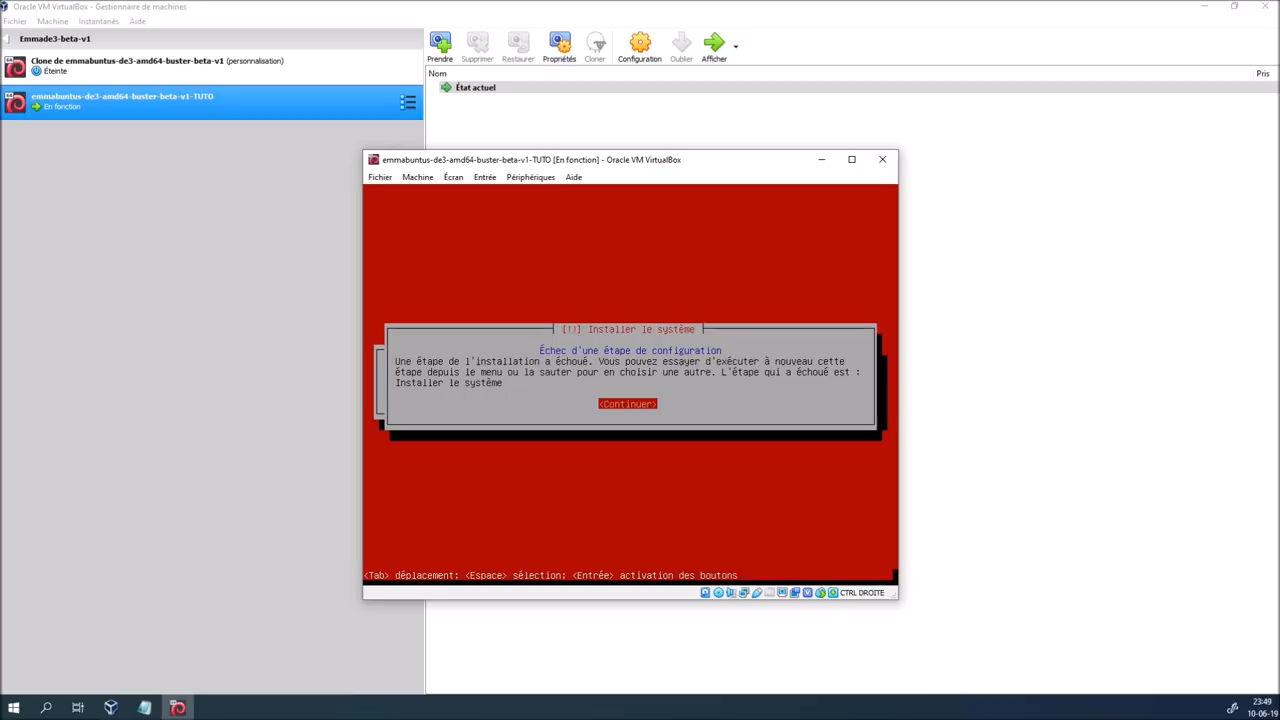 Oracle VM VirtualBox - Gestionnaire de machines
Fichier Machine Instantanés Aide
Emmade3-beta-v1
Clone de emmabuntus-de3-amd64-buster-beta-v1 (personnalisation)
Éteinte
emmabuntus-de3-amd64-buster-beta-v1-TUTO
En fonction
Prendre Supprimer Restaurer Propriétés Cloner Configuration Oublier Afficher
Nom Pris
État actuel
emmabuntus-de3-amd64-buster-beta-v1-TUTO [En fonction] - Oracle VM VirtualBox
Fichier Machine Écran Entrée Périphériques Aide
[!!] Installer le système
Échec d'une étape de configuration
Une étape de l'installation a échoué. Vous pouvez essayer d'exécuter à nouveau cette
étape depuis le menu ou la sauter pour en choisir une autre. L'étape qui a échoué est :
Installer le système
<Continuer>
<Tab> déplacement; <Espace> sélection; <Entrée> activation des boutons
CTRL DROITE
23:49
10-06-19